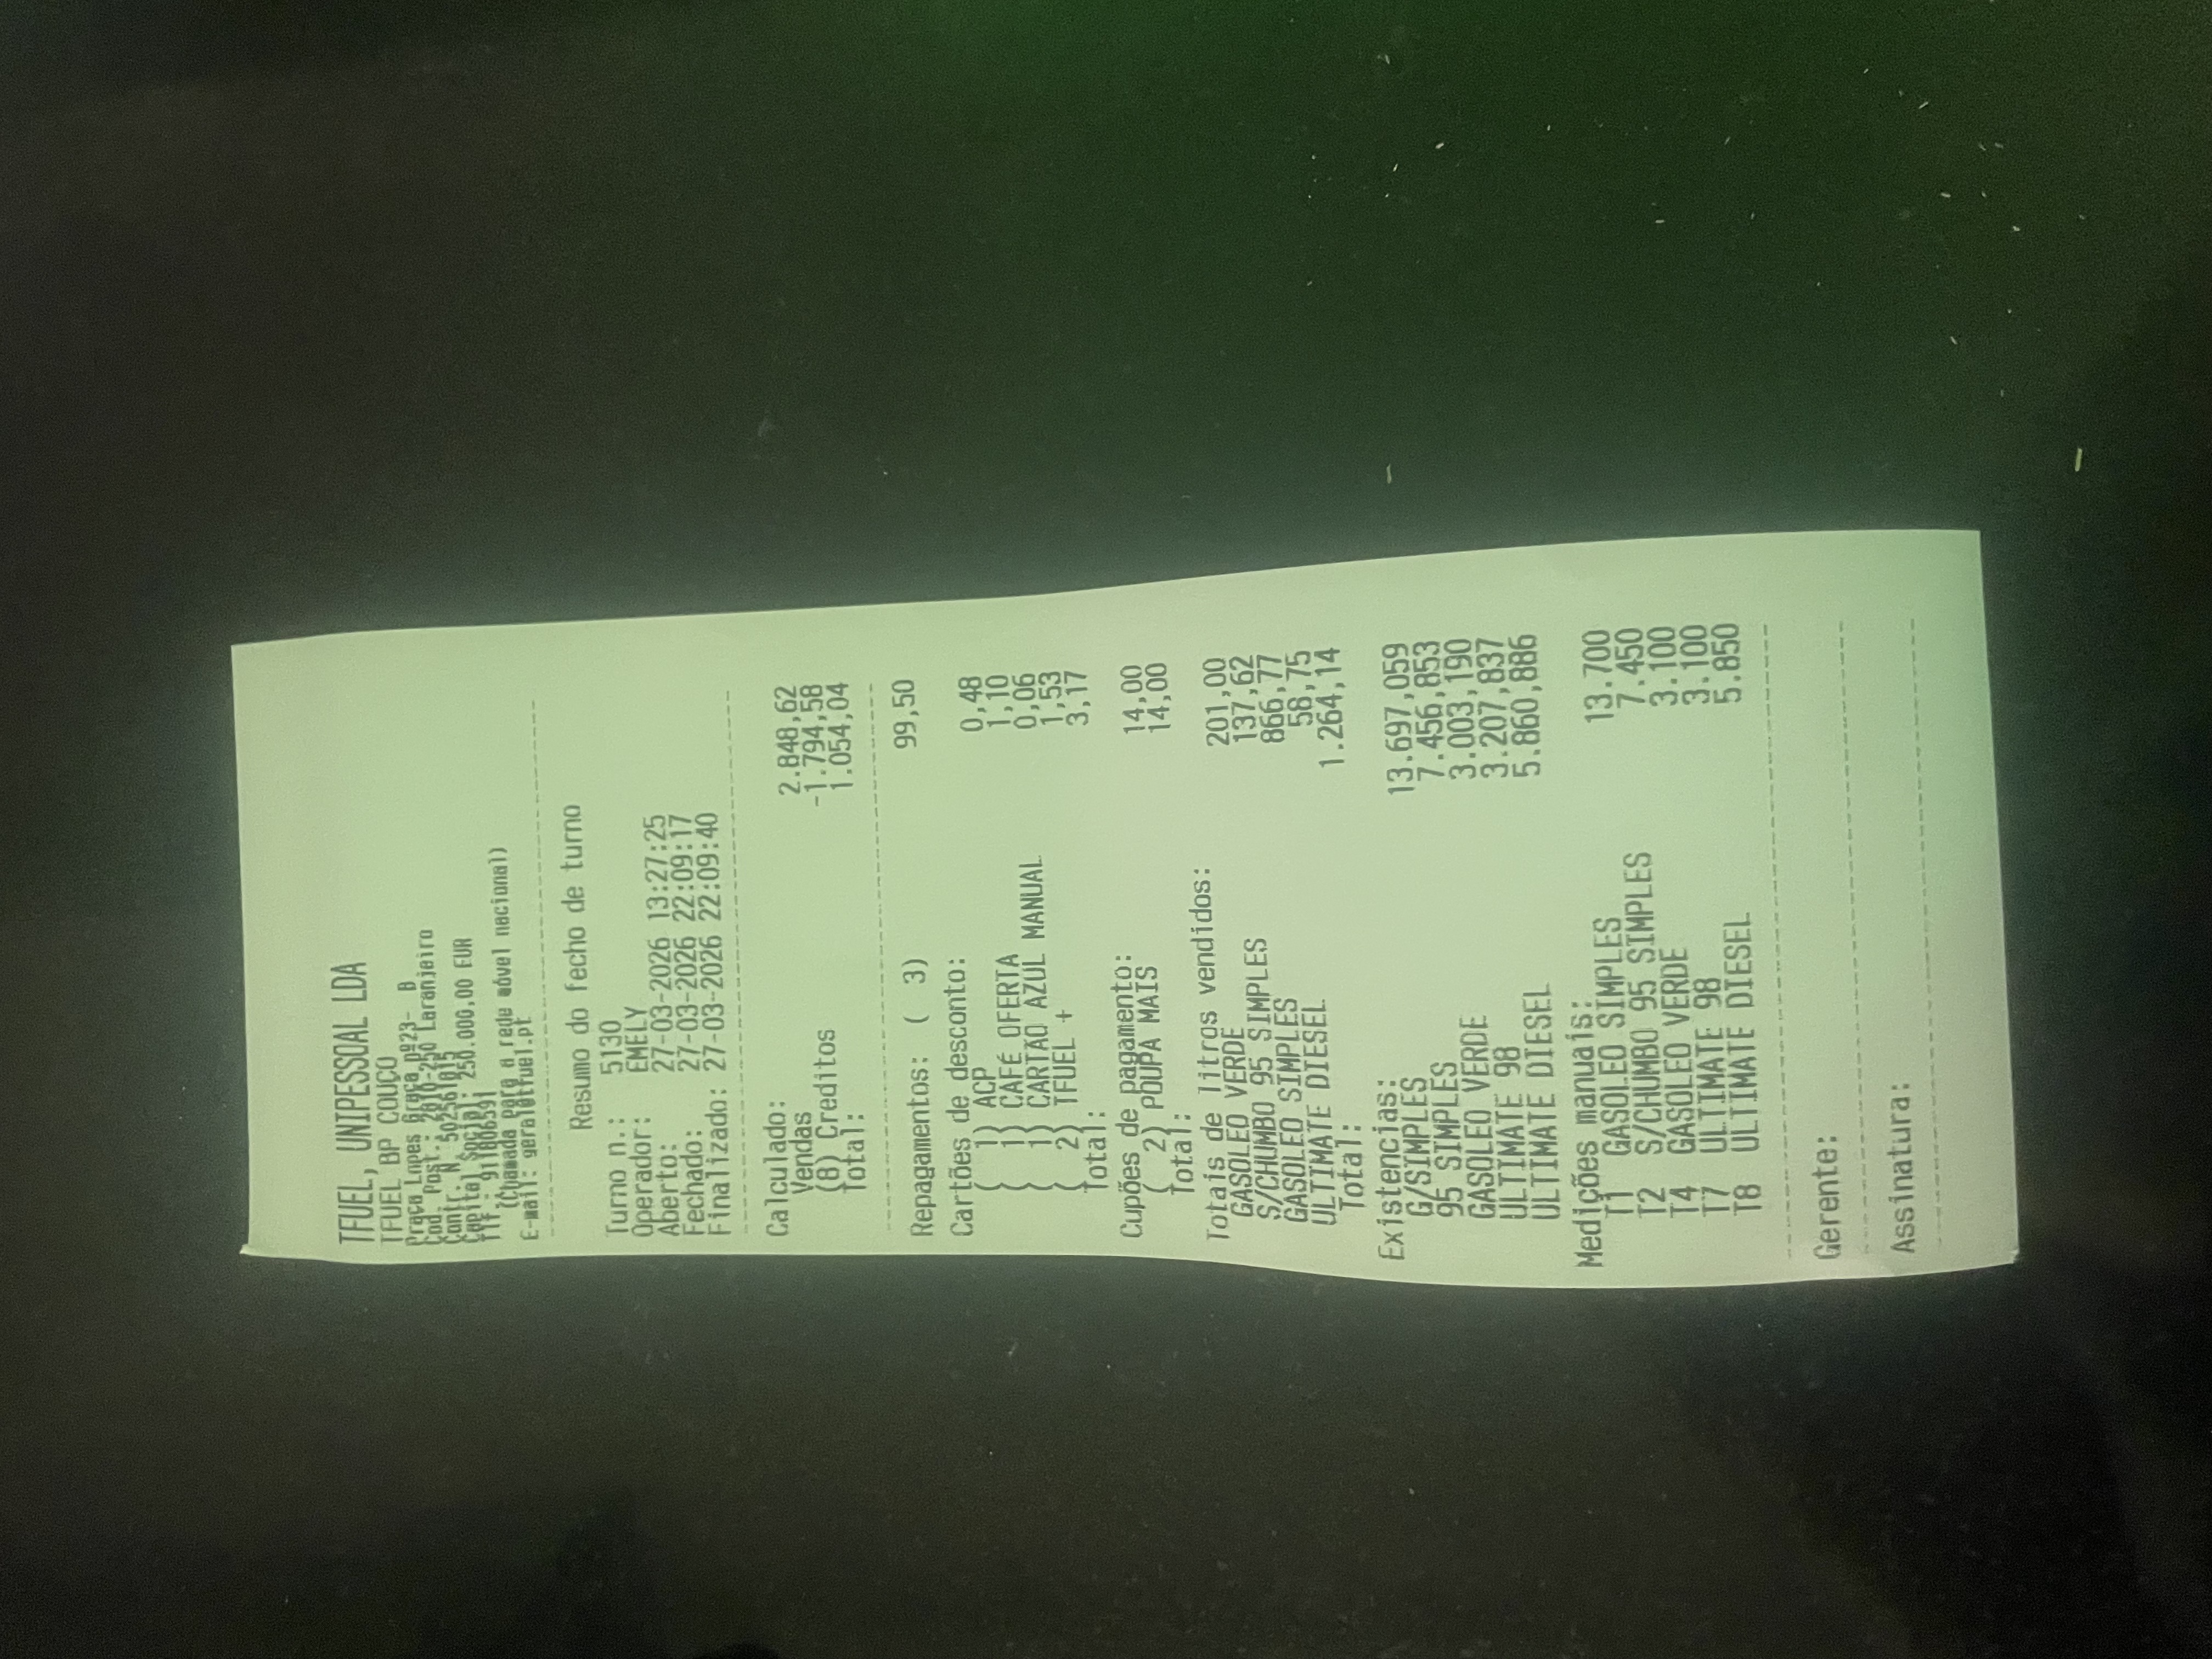 TFUEL, UNIPESSOAL LDA
TFUEL BP COUÇO
Praça Lopes Graça nº23- B
Cod. Post.: 2810-250 Laranjeiro
Contr. N. 502561015
Capital Social: 250.000,00 EUR
Tlf: 911806591
(Chamada para a rede móvel nacional)
E-mail: geral@tfuel.pt
Resumo do fecho de turno
Turno n.: 5130
Operador: EMELY
Aberto: 27-03-2026 13:27:25
Fechado: 27-03-2026 22:09:17
Finalizado: 27-03-2026 22:09:40
Calculado:
Vendas 2.848,62
(8) Creditos -1.794,58
Total: 1.054,04
Repagamentos: ( 3) 99,50
Cartões de desconto:
( 1) ACP 0,48
( 1) CAFÉ OFERTA 1,10
( 1) CARTÃO AZUL MANUAL 0,06
( 2) TFUEL + 1,53
Total: 3,17
Cupões de pagamento:
( 2) POUPA MAIS 14,00
Total: 14,00
Totais de litros vendidos:
GASOLEO VERDE 201,00
S/CHUMBO 95 SIMPLES 137,62
GASOLEO SIMPLES 866,77
ULTIMATE DIESEL 58,75
Total: 1.264,14
Existencias:
G/SIMPLES 13.697,059
95 SIMPLES 7.456,853
GASOLEO VERDE 3.003,190
ULTIMATE 98 3.207,837
ULTIMATE DIESEL 5.860,886
Medições manuais:
T1 GASOLEO SIMPLES 13.700
T2 S/CHUMBO 95 SIMPLES 7.450
T4 GASOLEO VERDE 3.100
T7 ULTIMATE 98 3.100
T8 ULTIMATE DIESEL 5.850
Gerente:
Assinatura: